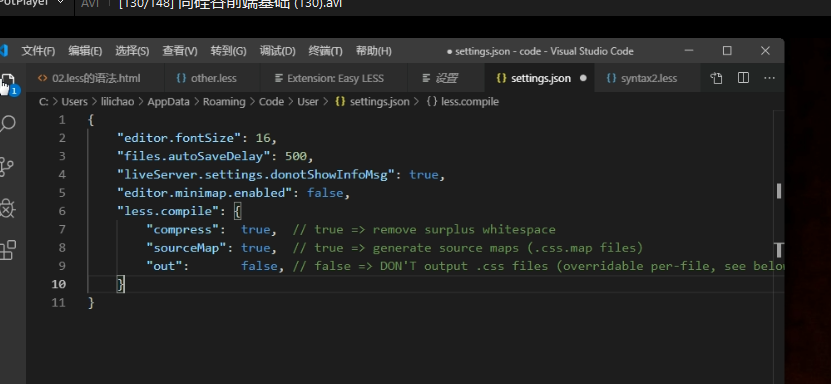 PotPlayer AVI [130/148] 尚硅谷前端基础 (130).avi
文件(F) 编辑(E) 选择(S) 查看(V) 转到(G) 调试(D) 终端(T) 帮助(H) ● settings.json - code - Visual Studio Code
<> 02.less的语法.html {} other.less Extension: Easy LESS 设置 {} settings.json ● {} syntax2.less ···
C: > Users > lilichao > AppData > Roaming > Code > User > {} settings.json > {} less.compile
1
1 {
2 "editor.fontSize": 16,
3 "files.autoSaveDelay": 500,
4 "liveServer.settings.donotShowInfoMsg": true,
5 "editor.minimap.enabled": false,
6 "less.compile": {
7 "compress": true, // true => remove surplus whitespace
8 "sourceMap": true, // true => generate source maps (.css.map files)
9 "out": false, // false => DON'T output .css files (overridable per-file, see belo
10 }
11 }